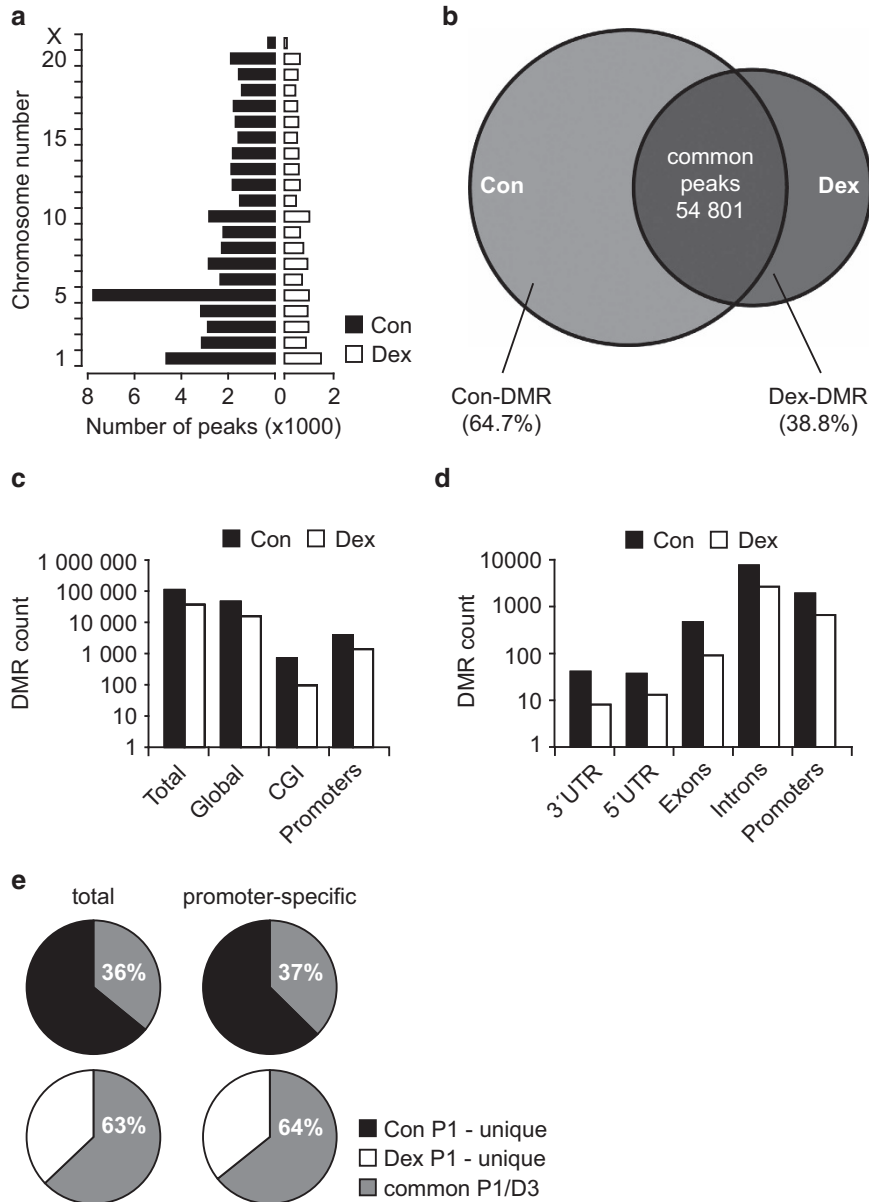 a
X
20
15
10
5
1
Chromosome number
8 6 4 2 0 0 2
Number of peaks (x1000)
Con
Dex
b
Con
common
peaks
54 801
Dex
Con-DMR
(64.7%)
Dex-DMR
(38.8%)
c
Con Dex
1 000 000
100 000
10 000
1 000
100
10
1
DMR count
Total
Global
CGI
Promoters
d
Con Dex
10000
1000
100
10
1
DMR count
3´UTR
5´UTR
Exons
Introns
Promoters
e
total promoter-specific
36% 37%
63% 64%
Con P1 - unique
Dex P1 - unique
common P1/D3